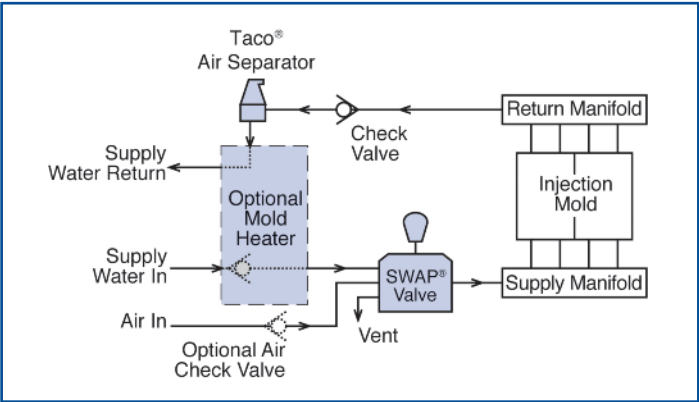 Taco®
Air Separator
Return Manifold
Check
Valve
Supply
Water Return
Optional
Mold
Heater
Injection
Mold
Supply
Water In
SWAP®
Valve
Supply Manifold
Air In
Vent
Optional Air
Check Valve